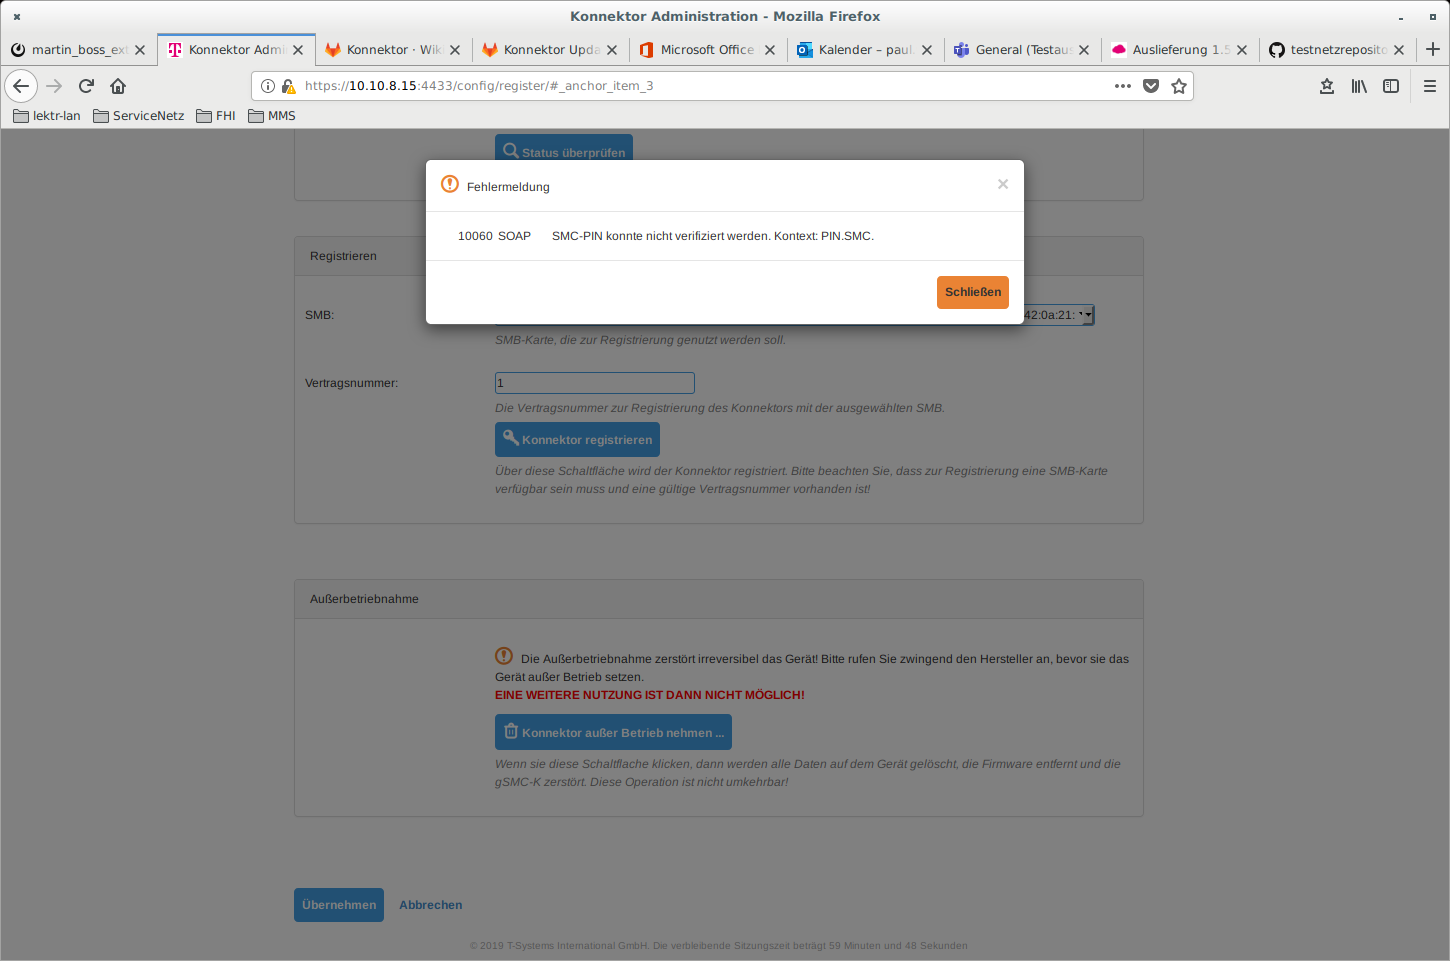 Konnektor Administration - Mozilla Firefox
martin_boss_ext
Konnektor Admi
Konnektor · Wiki
Konnektor Upda
Microsoft Office
Kalender – paul.
General (Testaus
Auslieferung 1.5
testnetzreposito
https://10.10.8.15:4433/config/register/#_anchor_item_3
lektr-lan
ServiceNetz
FHI
MMS
Status überprüfen
Fehlermeldung
10060 SOAP SMC-PIN konnte nicht verifiziert werden. Kontext: PIN.SMC.
Schließen
Registrieren
SMB:
42:0a:21:
SMB-Karte, die zur Registrierung genutzt werden soll.
Vertragsnummer:
1
Die Vertragsnummer zur Registrierung des Konnektors mit der ausgewählten SMB.
Konnektor registrieren
Über diese Schaltfläche wird der Konnektor registriert. Bitte beachten Sie, dass zur Registrierung eine SMB-Karte
verfügbar sein muss und eine gültige Vertragsnummer vorhanden ist!
Außerbetriebnahme
Die Außerbetriebnahme zerstört irreversibel das Gerät! Bitte rufen Sie zwingend den Hersteller an, bevor sie das
Gerät außer Betrieb setzen.
EINE WEITERE NUTZUNG IST DANN NICHT MÖGLICH!
Konnektor außer Betrieb nehmen ...
Wenn sie diese Schaltflache klicken, dann werden alle Daten auf dem Gerät gelöscht, die Firmware entfernt und die
gSMC-K zerstört. Diese Operation ist nicht umkehrbar!
Übernehmen
Abbrechen
© 2019 T-Systems International GmbH. Die verbleibende Sitzungszeit beträgt 59 Minuten und 48 Sekunden